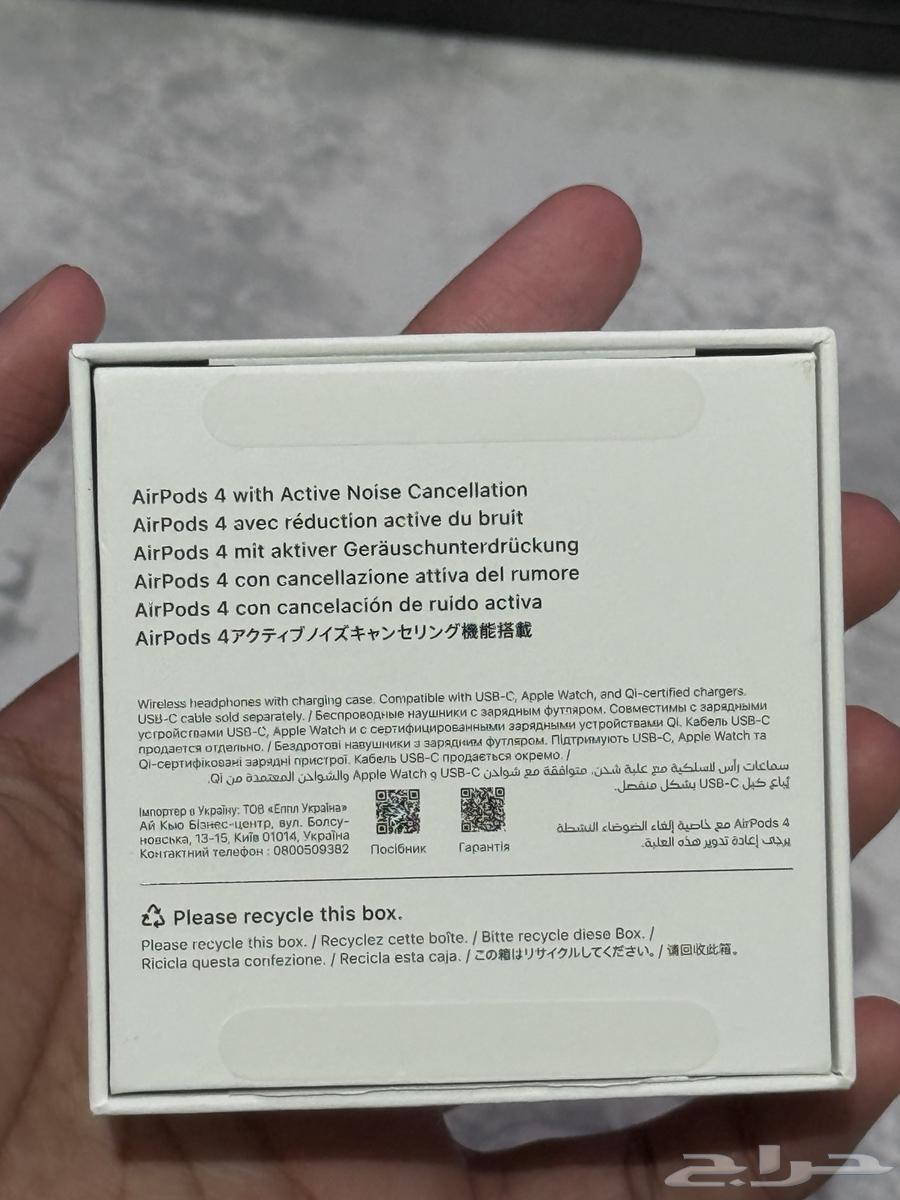 AirPods 4 with Active Noise Cancellation
AirPods 4 avec réduction active du bruit
AirPods 4 mit aktiver Geräuschunterdrückung
AirPods 4 con cancellazione attiva del rumore
AirPods 4 con cancelación de ruido activa
AirPods 4アクティブノイズキャンセリング機能搭載
Wireless headphones with charging case. Compatible with USB-C, Apple Watch, and Qi-certified chargers.
USB-C cable sold separately. / Беспроводные наушники с зарядным футляром. Совместимы с зарядными
устройствами USB-C, Apple Watch и с сертифицированными зарядными устройствами Qi. Кабель USB-C
продается отдельно. / Бездротові навушники з зарядним футляром. Підтримують USB-C, Apple Watch та
Qi-сертифіковані зарядні пристрої. Кабель USB-C продається окремо. /
سماعات رأس لاسلكية مع علبة شحن. متوافقة مع شواحن USB-C و Apple Watch والشواحن المعتمدة من Qi.
يُباع كبل USB-C بشكل منفصل.
Імпортер в Україну: ТОВ «Еппл Україна»
Ай Кью Бізнес-центр, вул. Болсу-
новська, 13-15, Київ 01014, Україна
Контактний телефон : 0800509382
Посібник
Гарантія
AirPods 4 مع خاصية إلغاء الضوضاء النشطة
يرجى إعادة تدوير هذه العلبة.
Please recycle this box.
Please recycle this box. / Recyclez cette boîte. / Bitte recycle diese Box. /
Ricicla questa confezione. / Recicla esta caja. / この箱はリサイクルしてください。/ 请回收此箱。
حراج